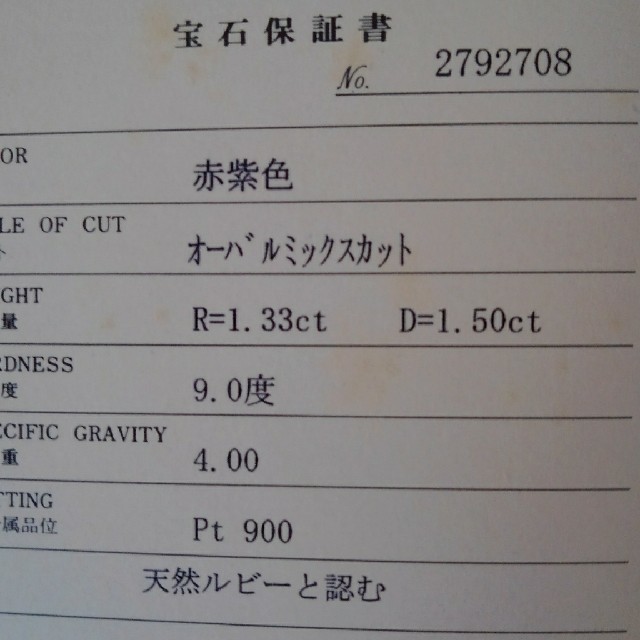 宝石保証書
No. 2792708
OR 赤紫色
LE OF CUT
ト オーバルミックスカット
GHT
量 R=1.33ct D=1.50ct
RDNESS
度 9.0度
ECIFIC GRAVITY
重 4.00
TTING
属品位 Pt 900
天然ルビーと認む